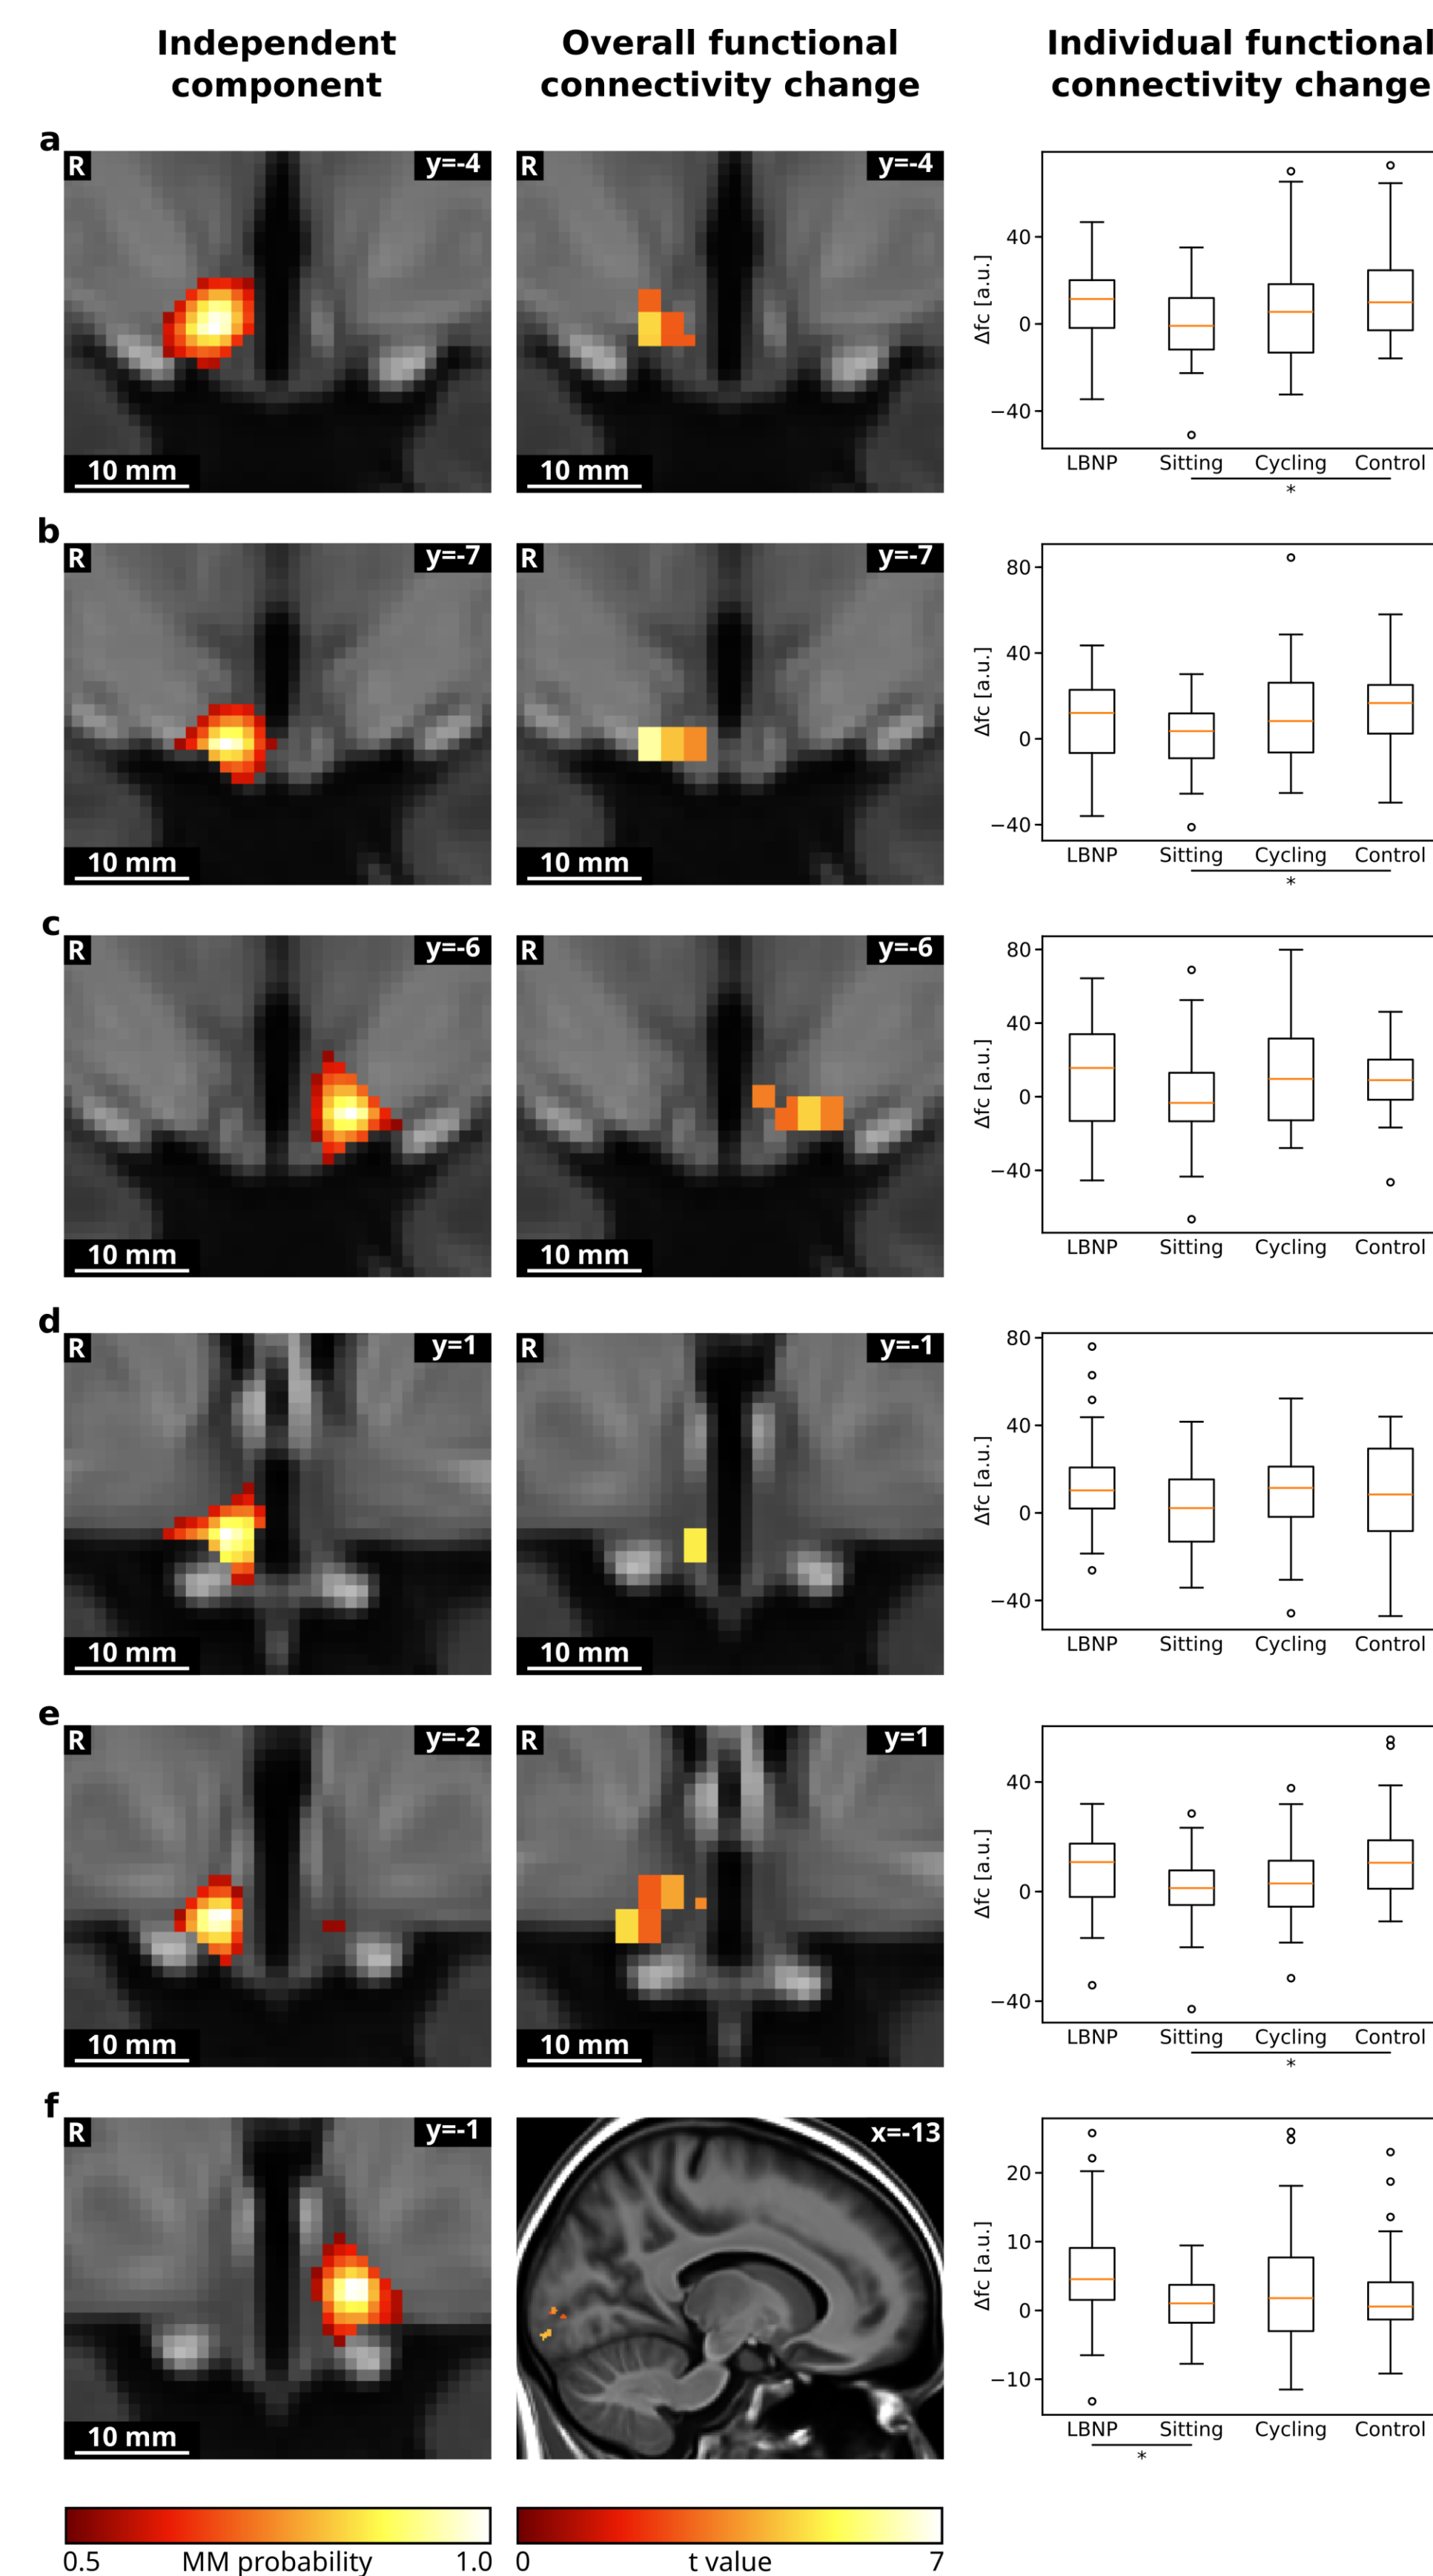 Independent
component
Overall functional
connectivity change
Individual functional
connectivity change
a
R
y=-4
10 mm
R
y=-4
10 mm
Δfc [a.u.]
40
0
−40
LBNP Sitting Cycling Control
*
b
R
y=-7
10 mm
R
y=-7
10 mm
Δfc [a.u.]
80
40
0
−40
LBNP Sitting Cycling Control
*
c
R
y=-6
10 mm
R
y=-6
10 mm
Δfc [a.u.]
80
40
0
−40
LBNP Sitting Cycling Control
d
R
y=1
10 mm
R
y=-1
10 mm
Δfc [a.u.]
80
40
0
−40
LBNP Sitting Cycling Control
e
R
y=-2
10 mm
R
y=1
10 mm
Δfc [a.u.]
40
0
−40
LBNP Sitting Cycling Control
*
f
R
y=-1
10 mm
x=-13
Δfc [a.u.]
20
10
0
−10
LBNP Sitting Cycling Control
*
0.5 MM probability 1.0
0 t value 7